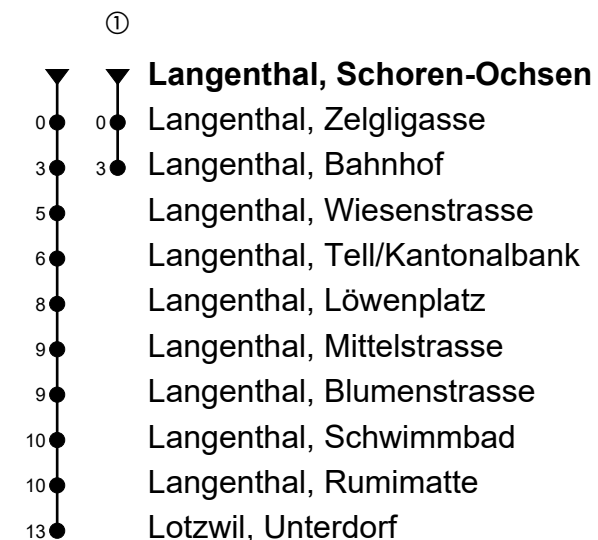 ①
Langenthal, Schoren-Ochsen
0 0 Langenthal, Zelgligasse
3 3 Langenthal, Bahnhof
5 Langenthal, Wiesenstrasse
6 Langenthal, Tell/Kantonalbank
8 Langenthal, Löwenplatz
9 Langenthal, Mittelstrasse
9 Langenthal, Blumenstrasse
10 Langenthal, Schwimmbad
10 Langenthal, Rumimatte
13 Lotzwil, Unterdorf